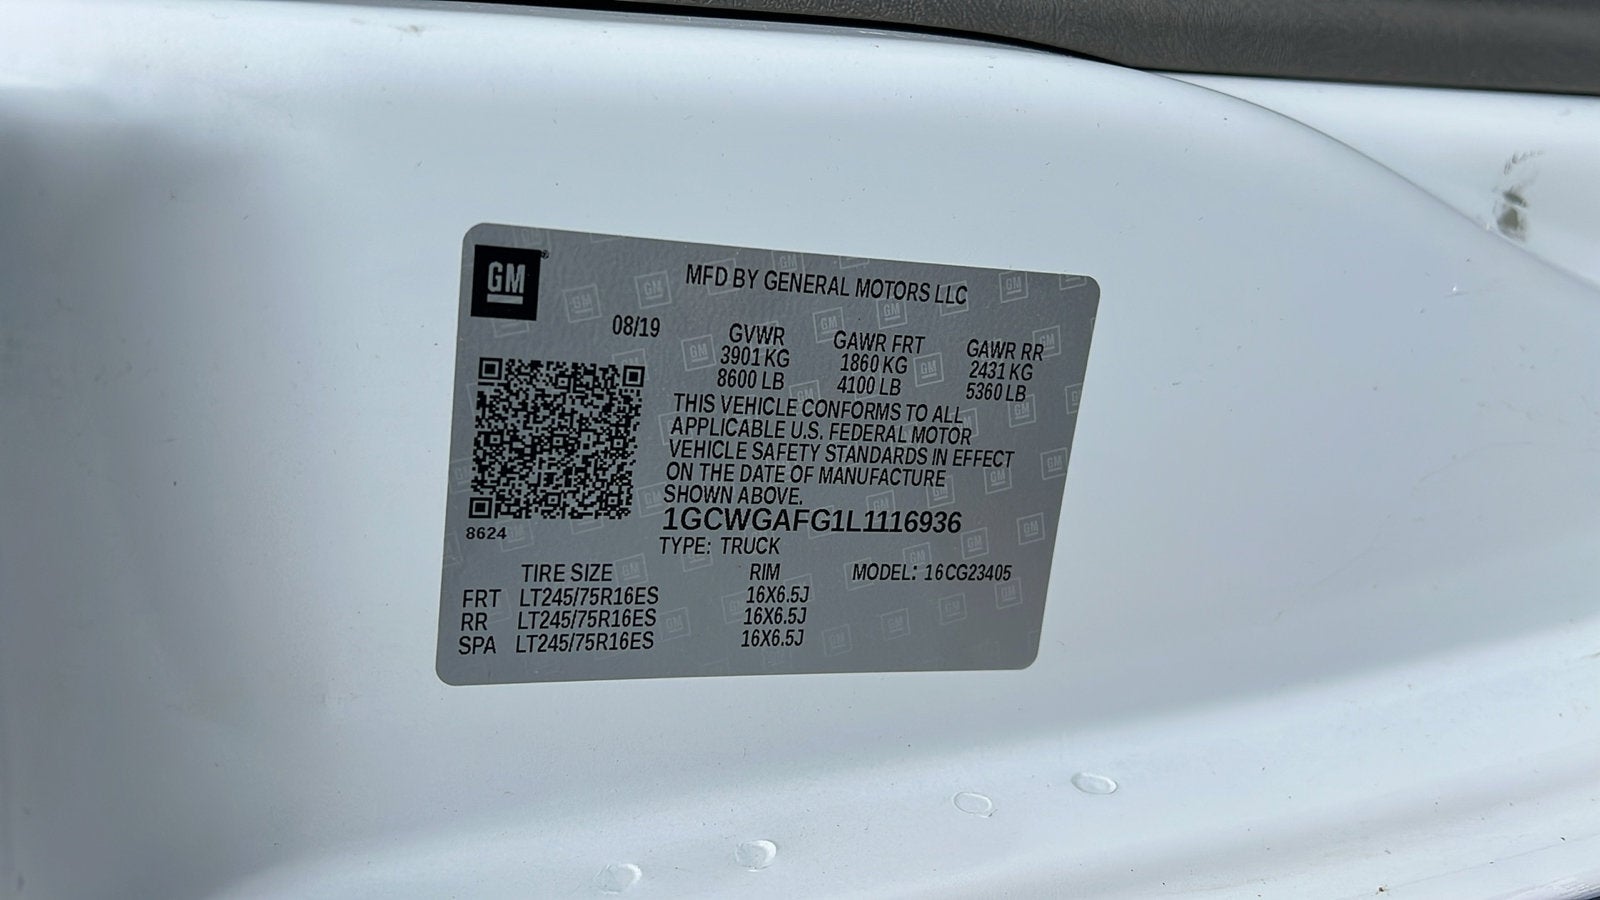 GM
MFD BY GENERAL MOTORS LLC
08/19
GVWR GAWR FRT GAWR RR
3901 KG 1860 KG 2431 KG
8600 LB 4100 LB 5360 LB
THIS VEHICLE CONFORMS TO ALL
APPLICABLE U.S. FEDERAL MOTOR
VEHICLE SAFETY STANDARDS IN EFFECT
ON THE DATE OF MANUFACTURE
SHOWN ABOVE.
1GCWGAFG1L1116936
8624
TYPE: TRUCK
TIRE SIZE RIM MODEL: 16CG23405
FRT LT245/75R16ES 16X6.5J
RR LT245/75R16ES 16X6.5J
SPA LT245/75R16ES 16X6.5J